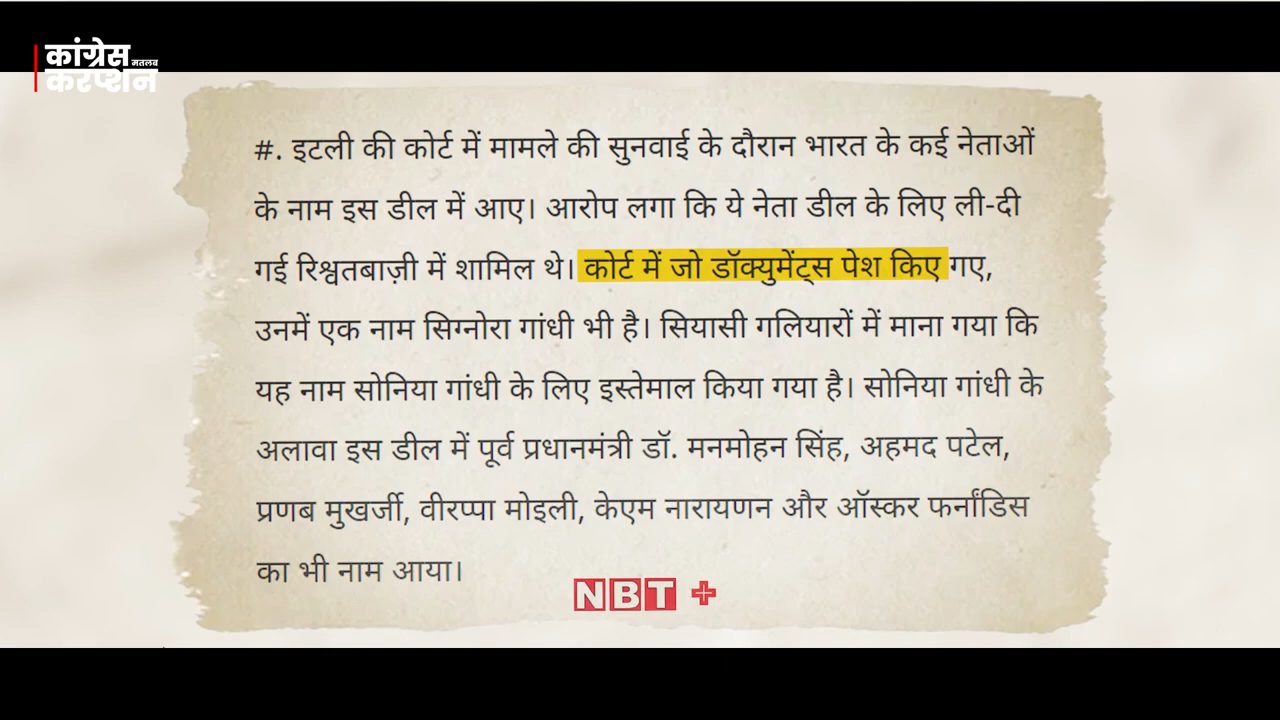 कांग्रेस
मतलब
करप्शन
#. इटली की कोर्ट में मामले की सुनवाई के दौरान भारत के कई नेताओं
के नाम इस डील में आए। आरोप लगा कि ये नेता डील के लिए ली-दी
गई रिश्वतबाज़ी में शामिल थे। कोर्ट में जो डॉक्युमेंट्स पेश किए गए,
उनमें एक नाम सिग्नोरा गांधी भी है। सियासी गलियारों में माना गया कि
यह नाम सोनिया गांधी के लिए इस्तेमाल किया गया है। सोनिया गांधी के
अलावा इस डील में पूर्व प्रधानमंत्री डॉ. मनमोहन सिंह, अहमद पटेल,
प्रणब मुखर्जी, वीरप्पा मोइली, केएम नारायणन और ऑस्कर फर्नांडिस
का भी नाम आया।
NBT +